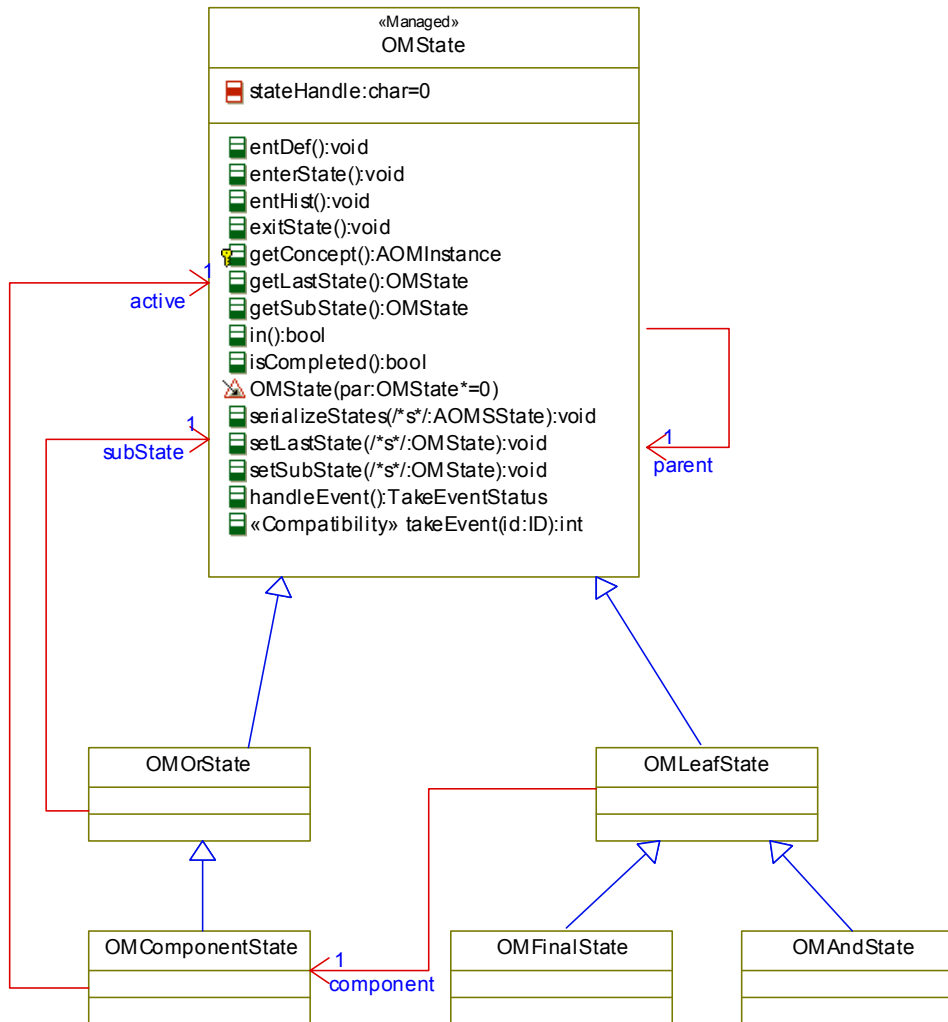 «Managed»
OMState
stateHandle:char=0
entDef():void
enterState():void
entHist():void
exitState():void
getConcept():AOMInstance
getLastState():OMState
getSubState():OMState
in():bool
isCompleted():bool
OMState(par:OMState*=0)
serializeStates(/*s*/:AOMSState):void
setLastState(/*s*/:OMState):void
setSubState(/*s*/:OMState):void
handleEvent():TakeEventStatus
«Compatibility» takeEvent(id:ID):int
1
active
1
subState
1
parent
OMOrState
OMLeafState
OMComponentState
OMFinalState
OMAndState
1
component